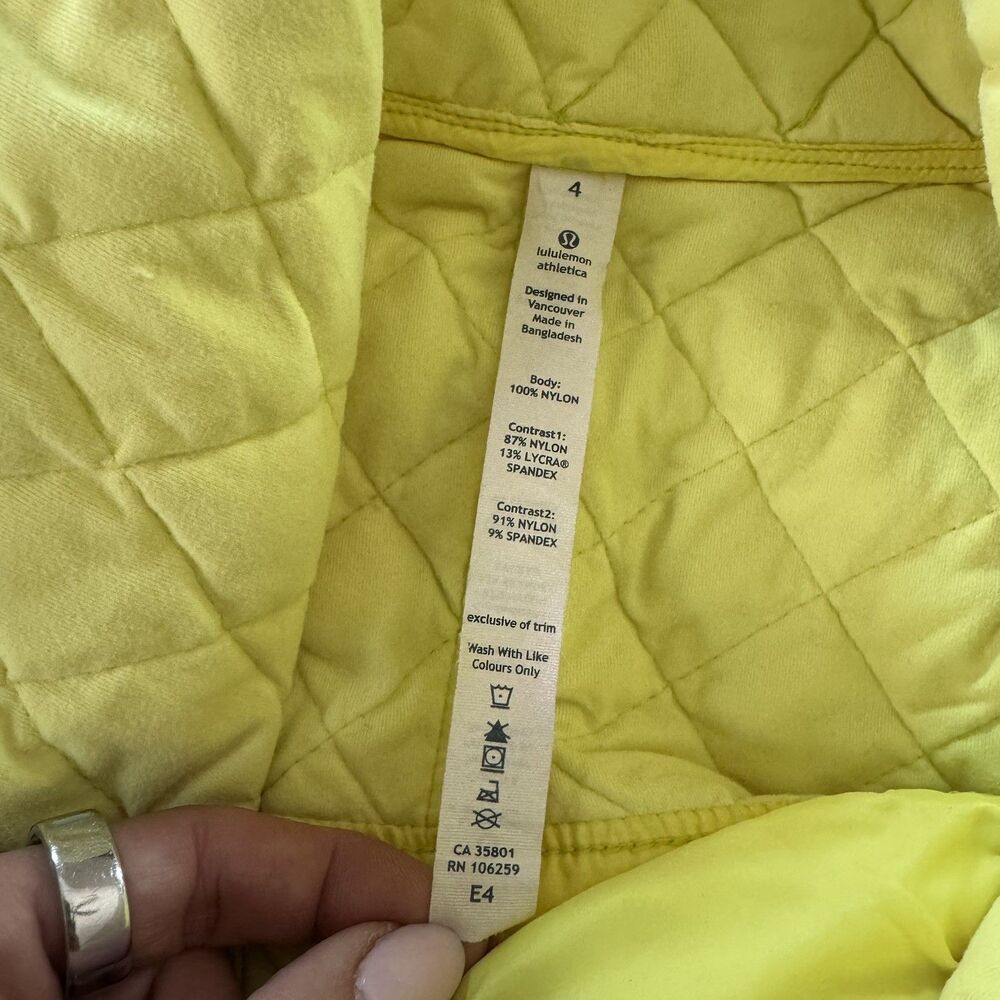 4
lululemon
athletica
Designed in
Vancouver
Made in
Bangladesh
Body:
100% NYLON
Contrast1:
87% NYLON
13% LYCRA®
SPANDEX
Contrast2:
91% NYLON
9% SPANDEX
exclusive of trim
Wash With Like
Colours Only
CA 35801
RN 106259
E4